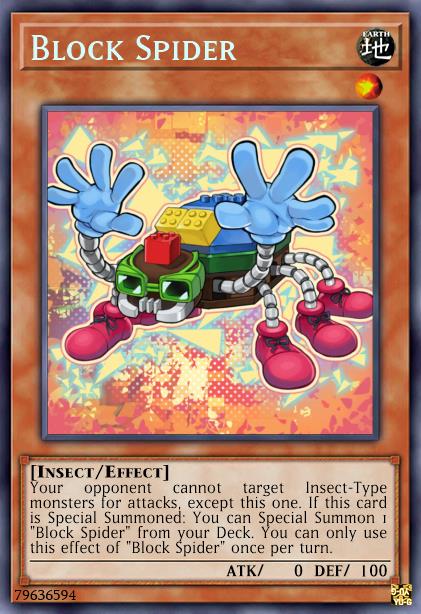 BLOCK SPIDER
EARTH
地
[INSECT/EFFECT]
Your opponent cannot target Insect-Type
monsters for attacks, except this one. If this card
is Special Summoned: You can Special Summon 1
"Block Spider" from your Deck. You can only use
this effect of "Block Spider" once per turn.
ATK/ 0 DEF/ 100
79636594